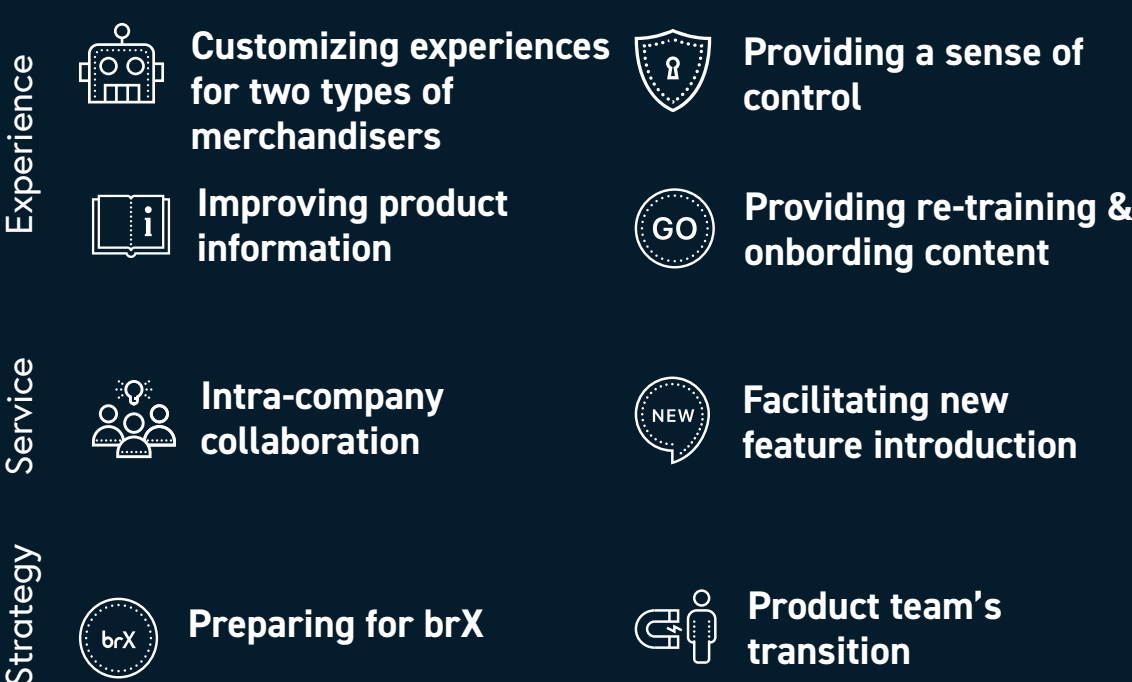 Experience
Customizing experiences
for two types of
merchandisers
Providing a sense of
control
i
Improving product
information
GO
Providing re-training &
onbording content
Service
Intra-company
collaboration
NEW
Facilitating new
feature introduction
Strategy
brX
Preparing for brX
Product team’s
transition